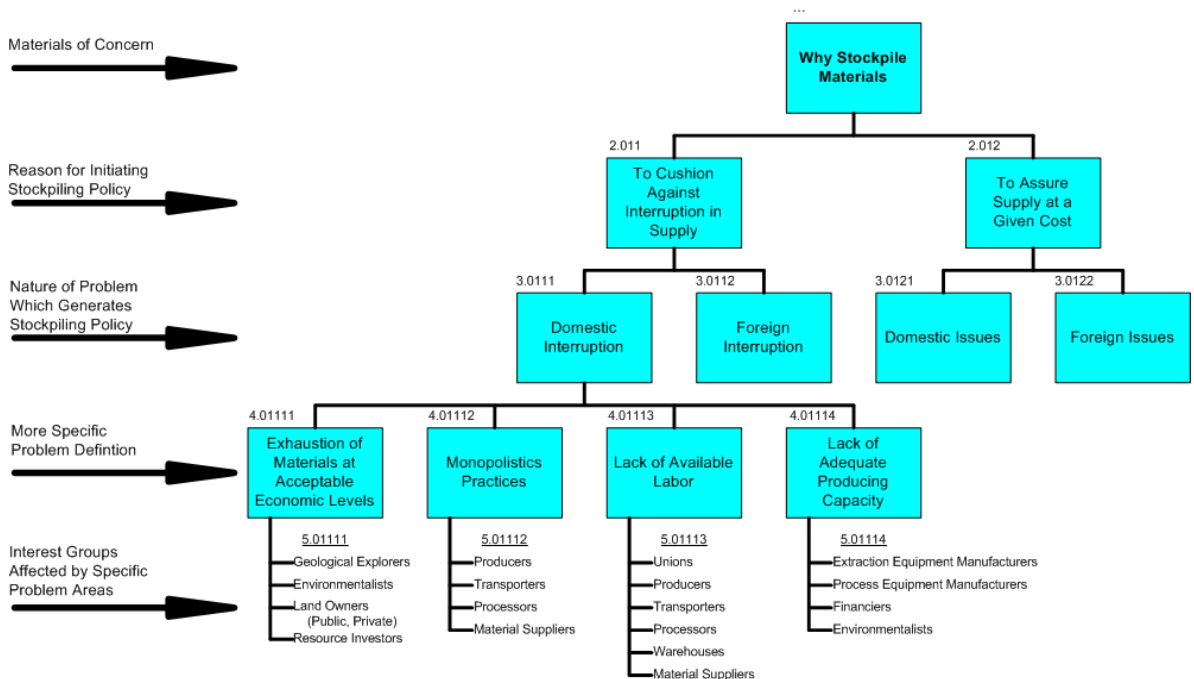 ...
Materials of Concern
Why Stockpile
Materials
Reason for Initiating
Stockpiling Policy
2.011
To Cushion
Against
Interruption in
Supply
2.012
To Assure
Supply at a
Given Cost
Nature of Problem
Which Generates
Stockpiling Policy
3.0111
Domestic
Interruption
3.0112
Foreign
Interruption
3.0121
Domestic Issues
3.0122
Foreign Issues
More Specific
Problem Defintion
4.01111
Exhaustion of
Materials at
Acceptable
Economic Levels
4.01112
Monopolistics
Practices
4.01113
Lack of Available
Labor
4.01114
Lack of
Adequate
Producing
Capacity
Interest Groups
Affected by Specific
Problem Areas
5.01111
Geological Explorers
Environmentalists
Land Owners
(Public, Private)
Resource Investors
5.01112
Producers
Transporters
Processors
Material Suppliers
5.01113
Unions
Producers
Transporters
Processors
Warehouses
Material Suppliers
5.01114
Extraction Equipment Manufacturers
Process Equipment Manufacturers
Financiers
Environmentalists